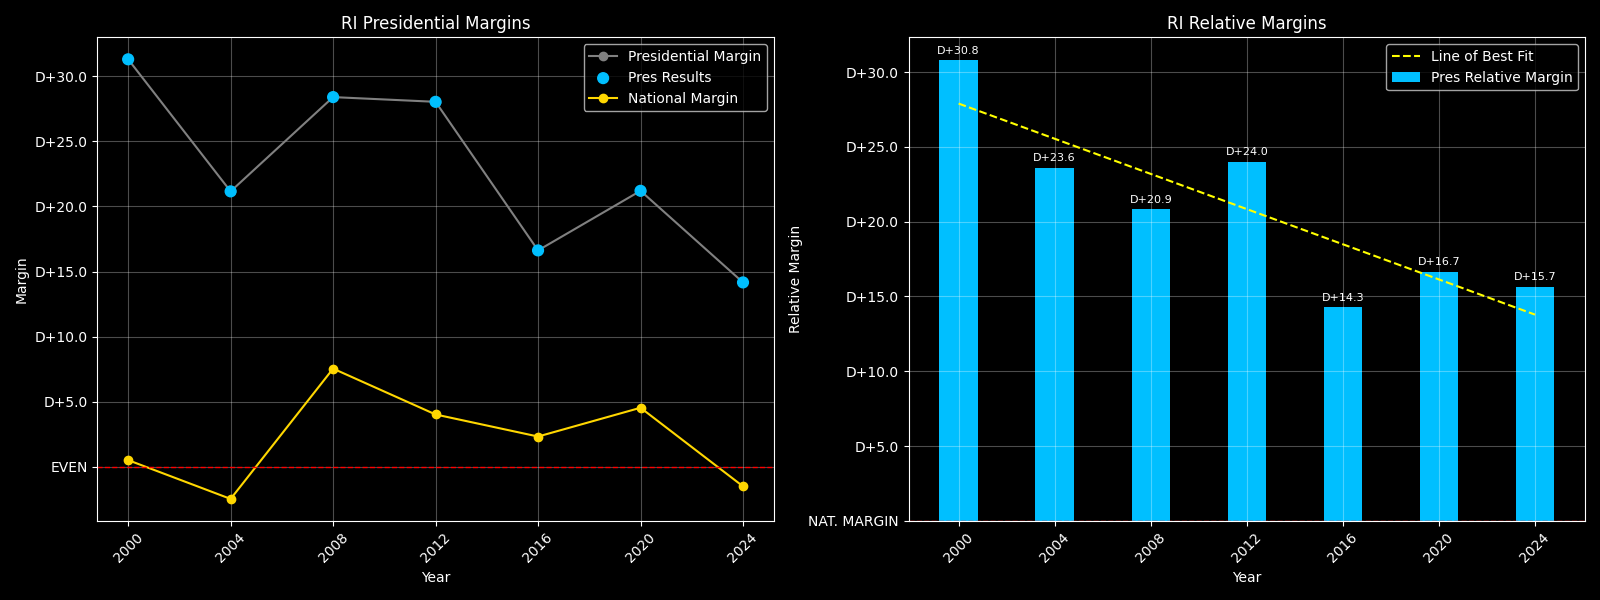 RI Presidential Margins
Presidential Margin
Pres Results
National Margin
Margin
D+30.0
D+25.0
D+20.0
D+15.0
D+10.0
D+5.0
EVEN
2000
2004
2008
2012
2016
2020
2024
Year
RI Relative Margins
Line of Best Fit
Pres Relative Margin
Relative Margin
D+30.0
D+25.0
D+20.0
D+15.0
D+10.0
D+5.0
NAT. MARGIN
D+30.8
D+23.6
D+20.9
D+24.0
D+14.3
D+16.7
D+15.7
2000
2004
2008
2012
2016
2020
2024
Year